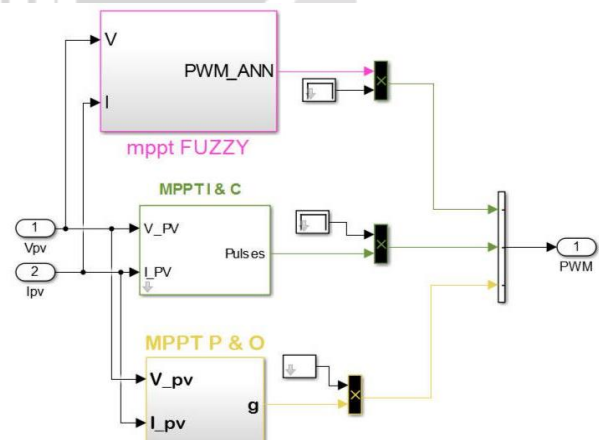 V
PWM_ANN
I
mppt FUZZY
MPPT I & C
1
Vpv
V_PV
Pulses
2
Ipv
I_PV
1
PWM
MPPT P & O
V_pv
g
I_pv